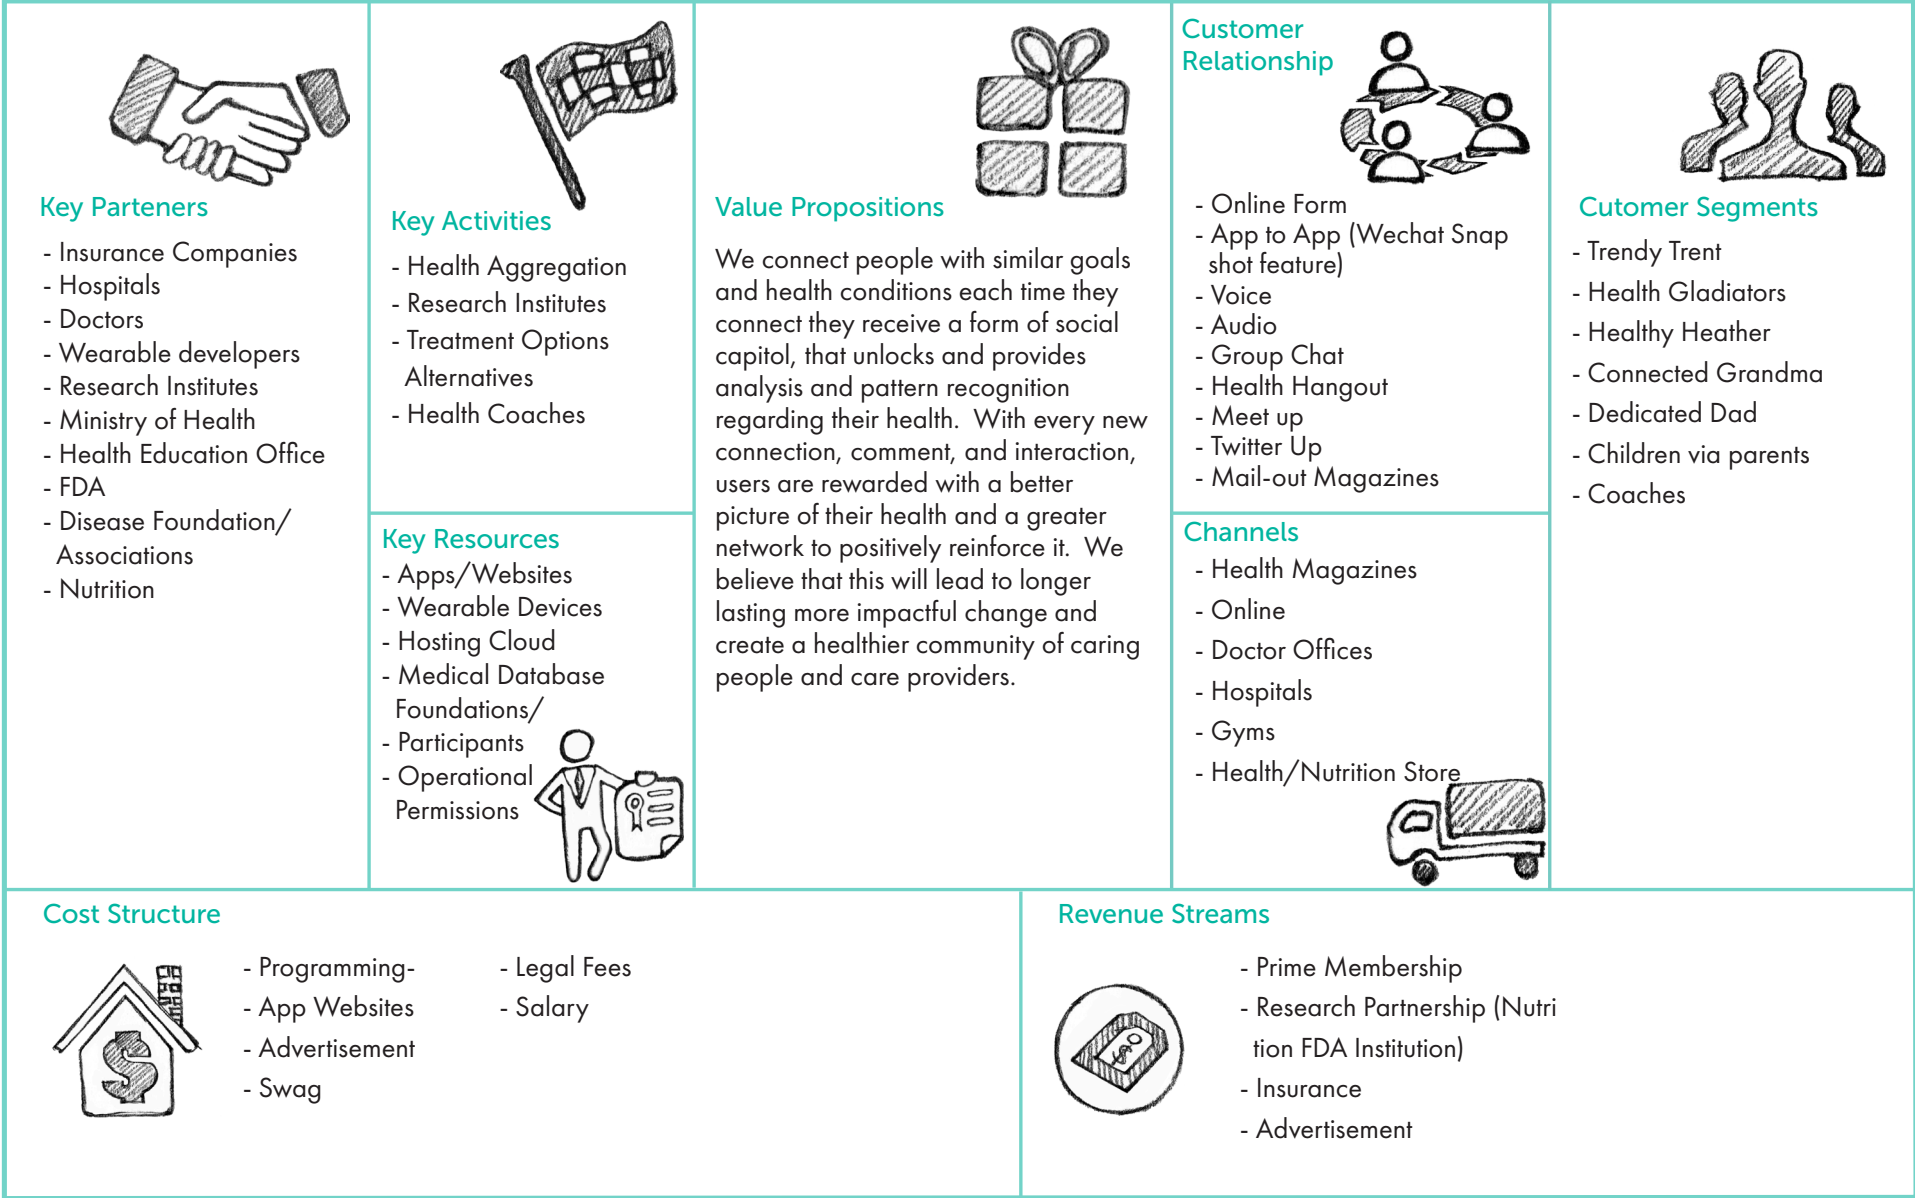 Key Parteners
- Insurance Companies
- Hospitals
- Doctors
- Wearable developers
- Research Institutes
- Ministry of Health
- Health Education Office
- FDA
- Disease Foundation/
Associations
- Nutrition
Key Activities
- Health Aggregation
- Research Institutes
- Treatment Options
Alternatives
- Health Coaches
Key Resources
- Apps/Websites
- Wearable Devices
- Hosting Cloud
- Medical Database
Foundations/
- Participants
- Operational
Permissions
Value Propositions
We connect people with similar goals
and health conditions each time they
connect they receive a form of social
capitol, that unlocks and provides
analysis and pattern recognition
regarding their health.  With every new
connection, comment, and interaction,
users are rewarded with a better
picture of their health and a greater
network to positively reinforce it.  We
believe that this will lead to longer
lasting more impactful change and
create a healthier community of caring
people and care providers.
Customer
Relationship
- Online Form
- App to App (Wechat Snap
shot feature)
- Voice
- Audio
- Group Chat
- Health Hangout
- Meet up
- Twitter Up
- Mail-out Magazines
Channels
- Health Magazines
- Online
- Doctor Offices
- Hospitals
- Gyms
- Health/Nutrition Store
Cutomer Segments
- Trendy Trent
- Health Gladiators
- Healthy Heather
- Connected Grandma
- Dedicated Dad
- Children via parents
- Coaches
Cost Structure
- Programming-
- App Websites
- Advertisement
- Swag
- Legal Fees
- Salary
Revenue Streams
- Prime Membership
- Research Partnership (Nutri
tion FDA Institution)
- Insurance
- Advertisement